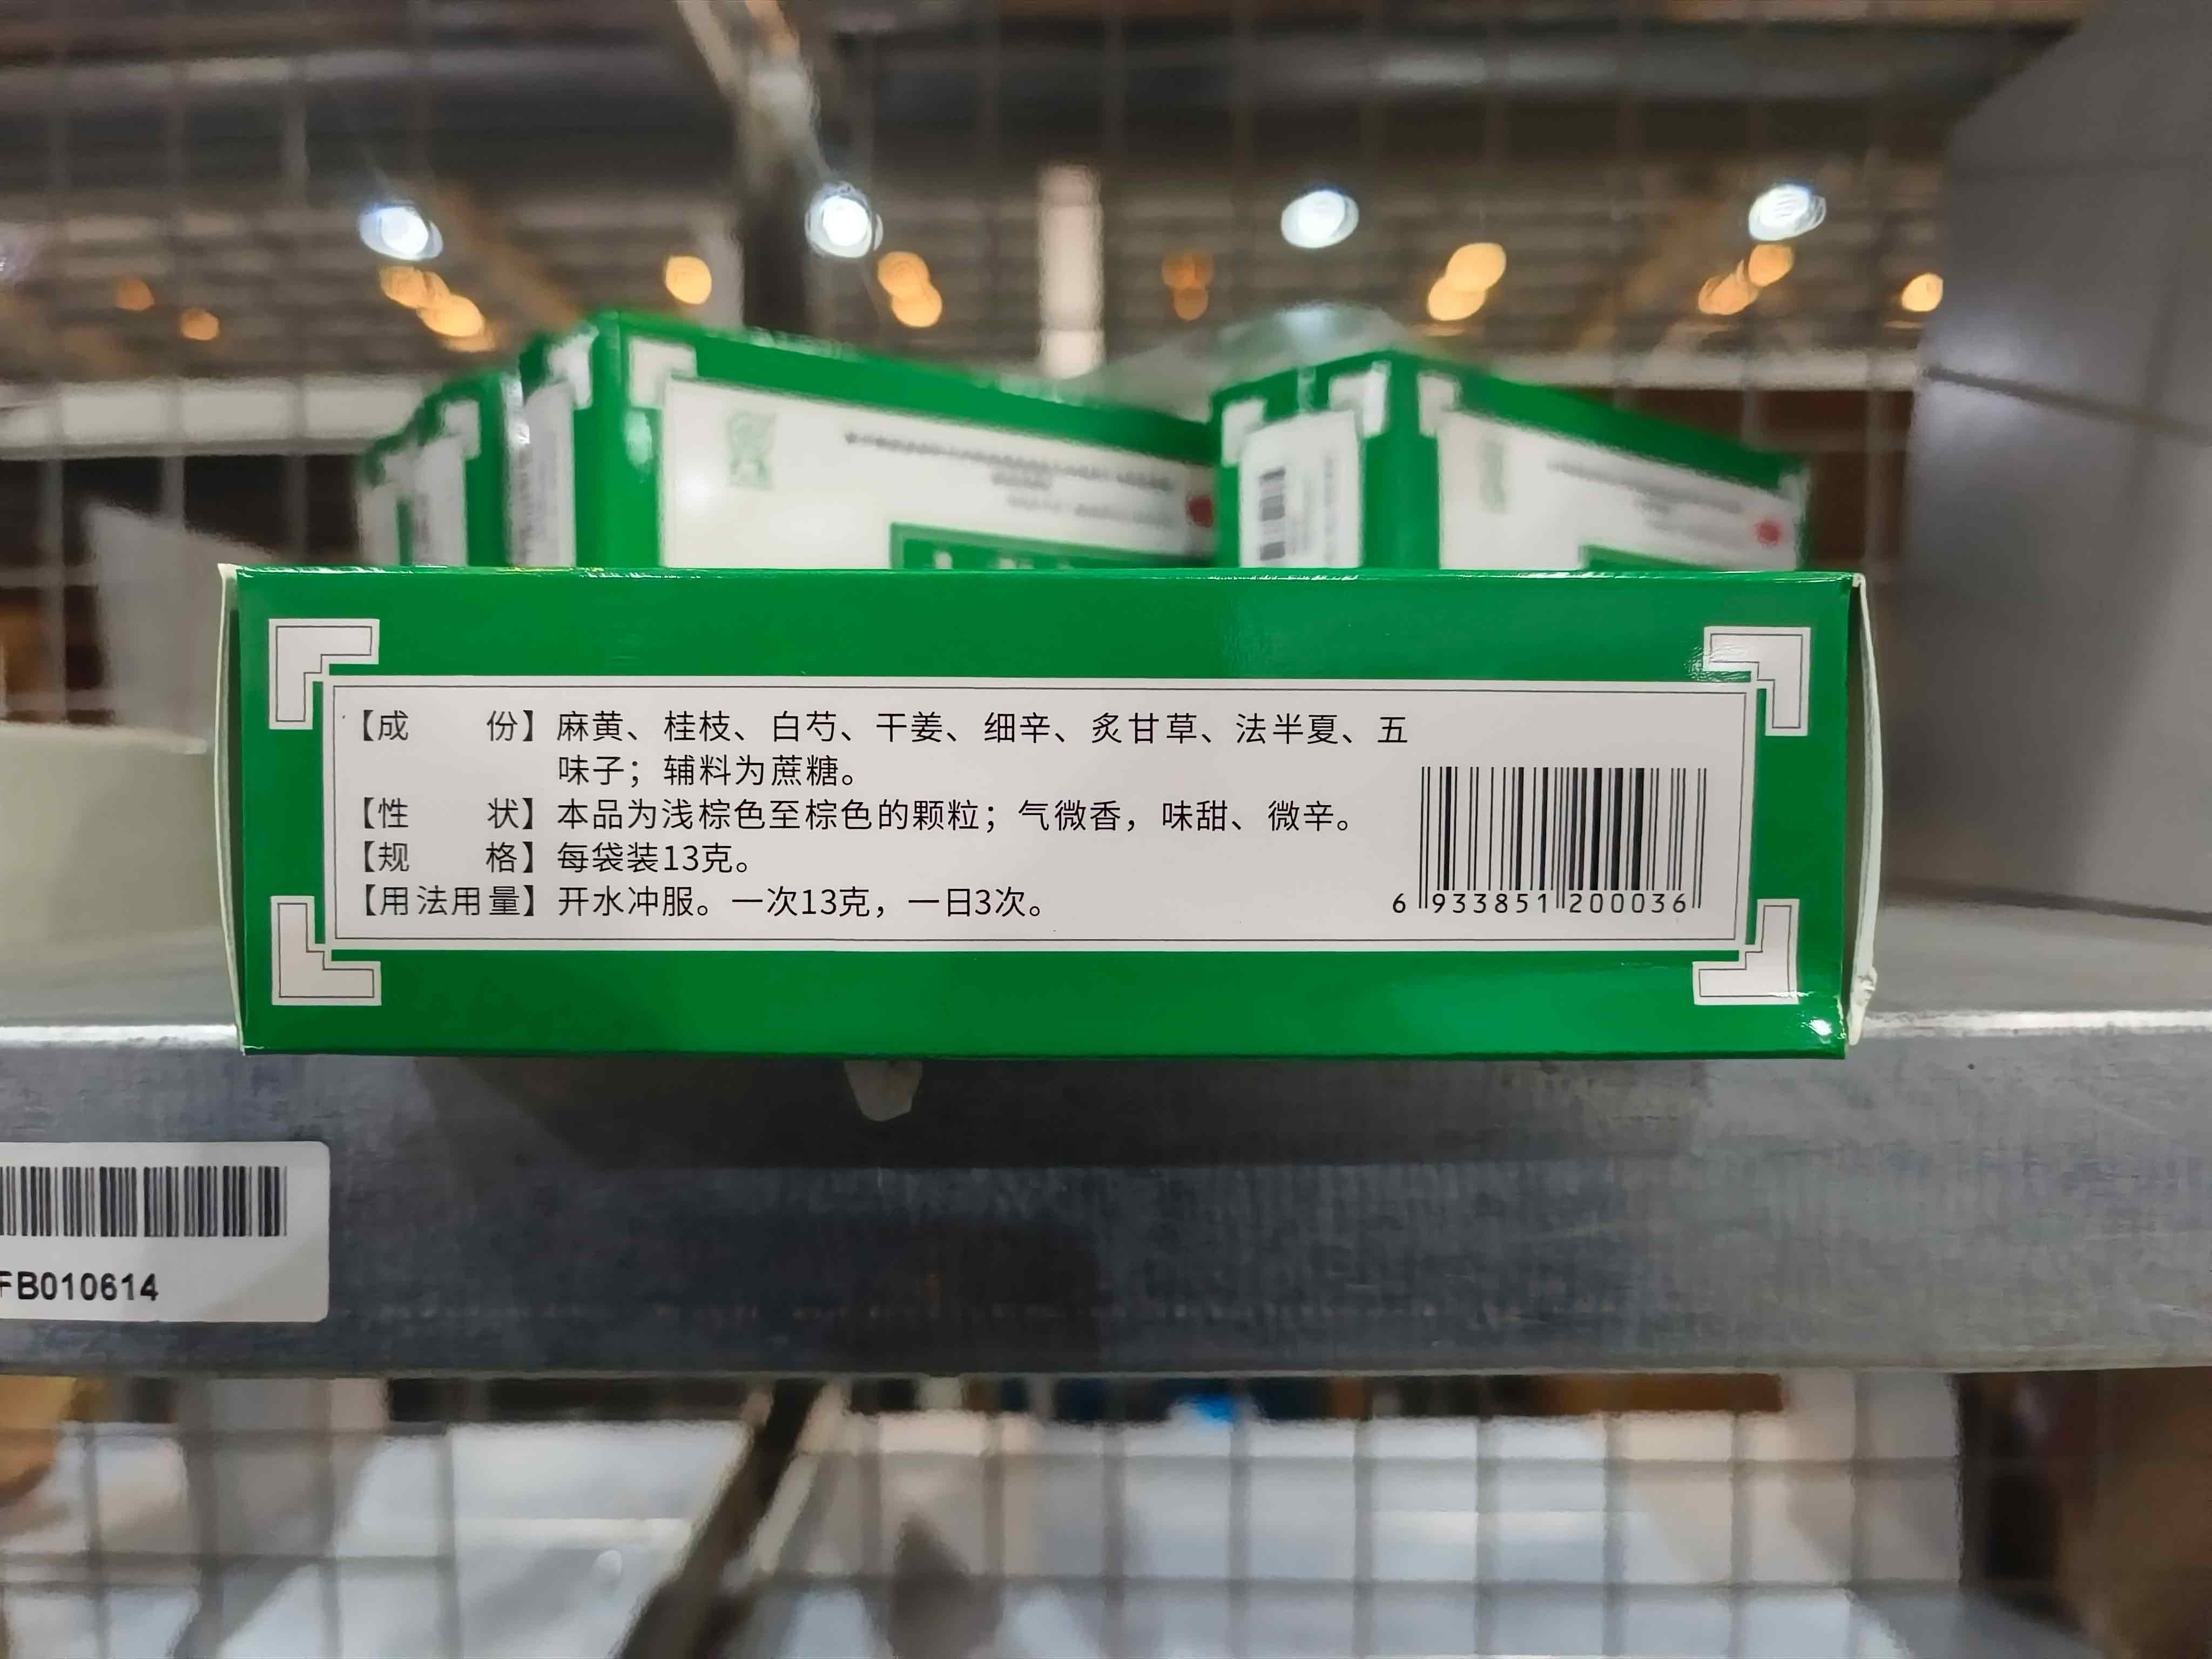 【成　　份】麻黄、桂枝、白芍、干姜、细辛、炙甘草、法半夏、五
味子；辅料为蔗糖。
【性　　状】本品为浅棕色至棕色的颗粒；气微香，味甜、微辛。
【规　　格】每袋装13克。
【用法用量】开水冲服。一次13克，一日3次。
6 933851 200036
FB010614